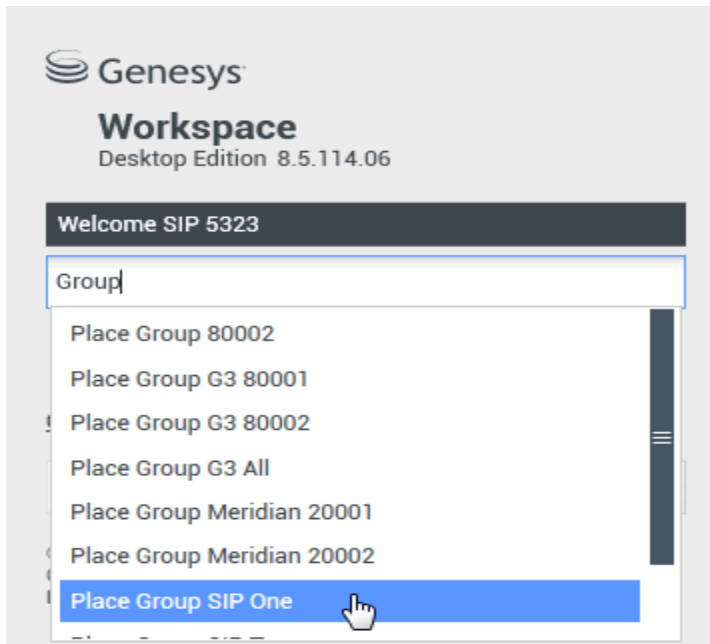 Genesys
Workspace
Desktop Edition 8.5.114.06
Welcome SIP 5323
Group
Place Group 80002
Place Group G3 80001
Place Group G3 80002
Place Group G3 All
Place Group Meridian 20001
Place Group Meridian 20002
Place Group SIP One